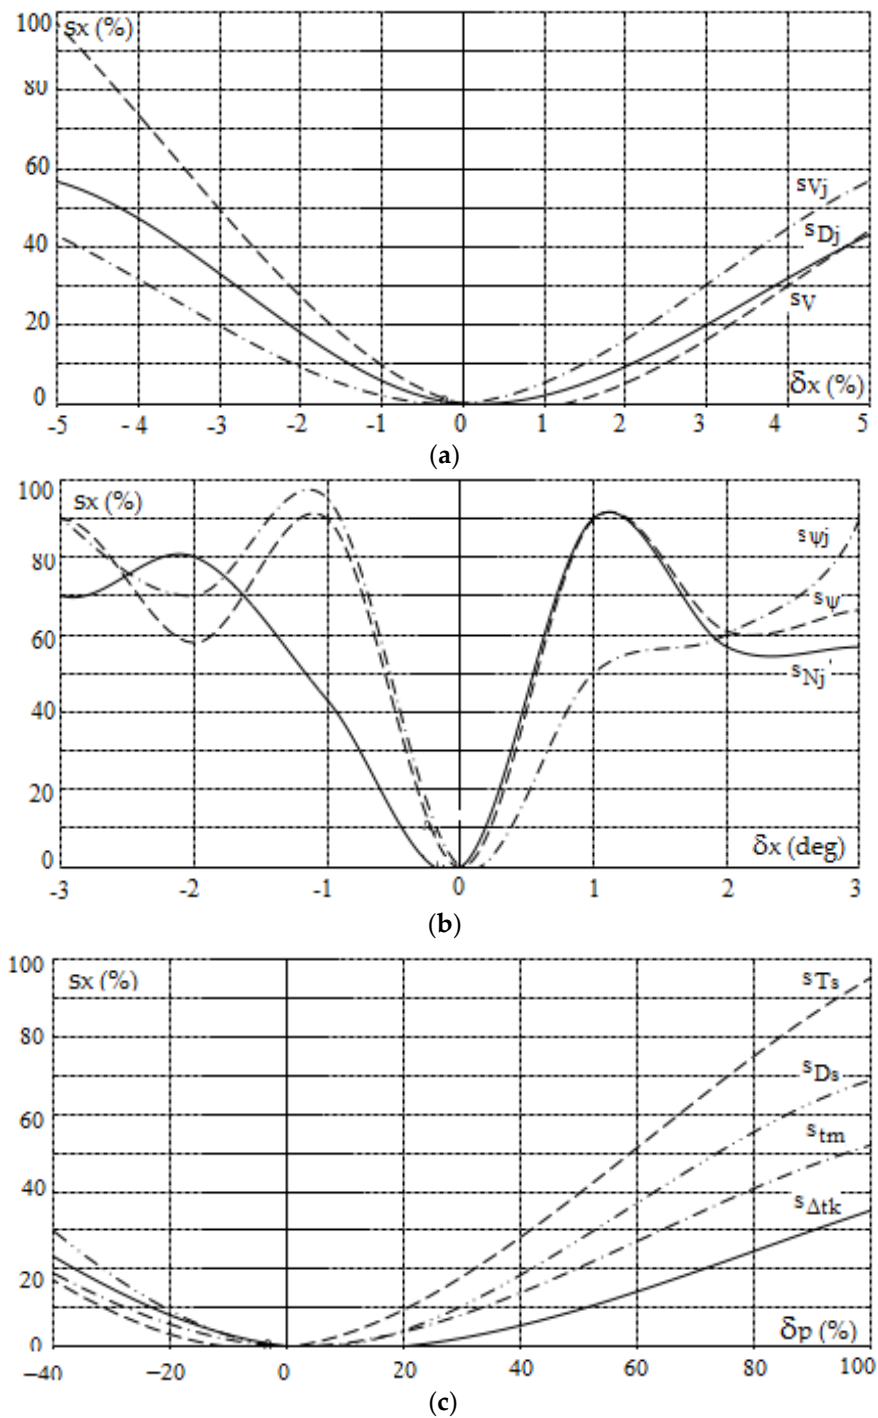 100 sx (%)
80
60
sVj
40
sDj
20
sV
0
δx (%)
-5 -4 -3 -2 -1 0 1 2 3 4 5
(a)
100
sx (%)
80
sψj
60
sψ
sNj
40
20
0
δx (deg)
-3 -2 -1 0 1 2 3
(b)
100
sx (%)
sTs
80
sDs
60
stm
40
sΔtk
20
0
δp (%)
−40 −20 0 20 40 60 80 100
(c)